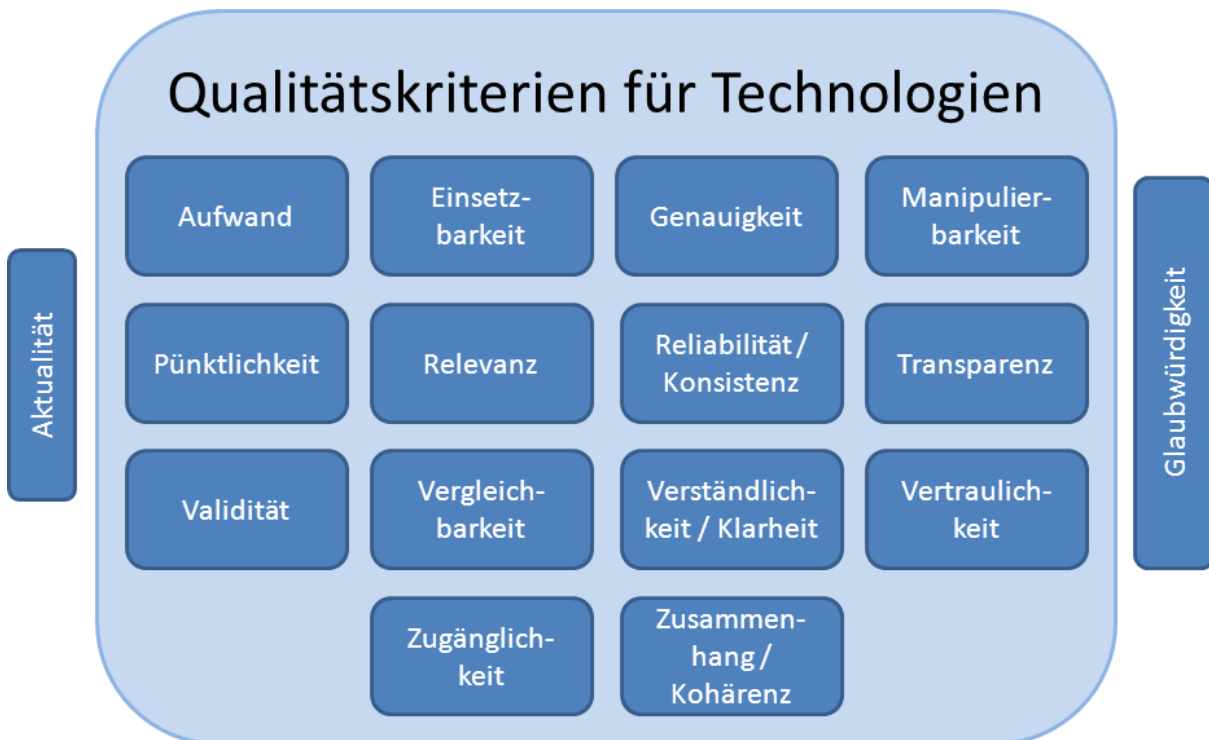 Qualitätskriterien für Technologien
Aufwand
Einsetz-
barkeit
Genauigkeit
Manipulier-
barkeit
Pünktlichkeit
Relevanz
Reliabilität /
Konsistenz
Transparenz
Validität
Vergleich-
barkeit
Verständlich-
keit / Klarheit
Vertraulich-
keit
Zugänglich-
keit
Zusammen-
hang /
Kohärenz
Aktualität
Glaubwürdigkeit